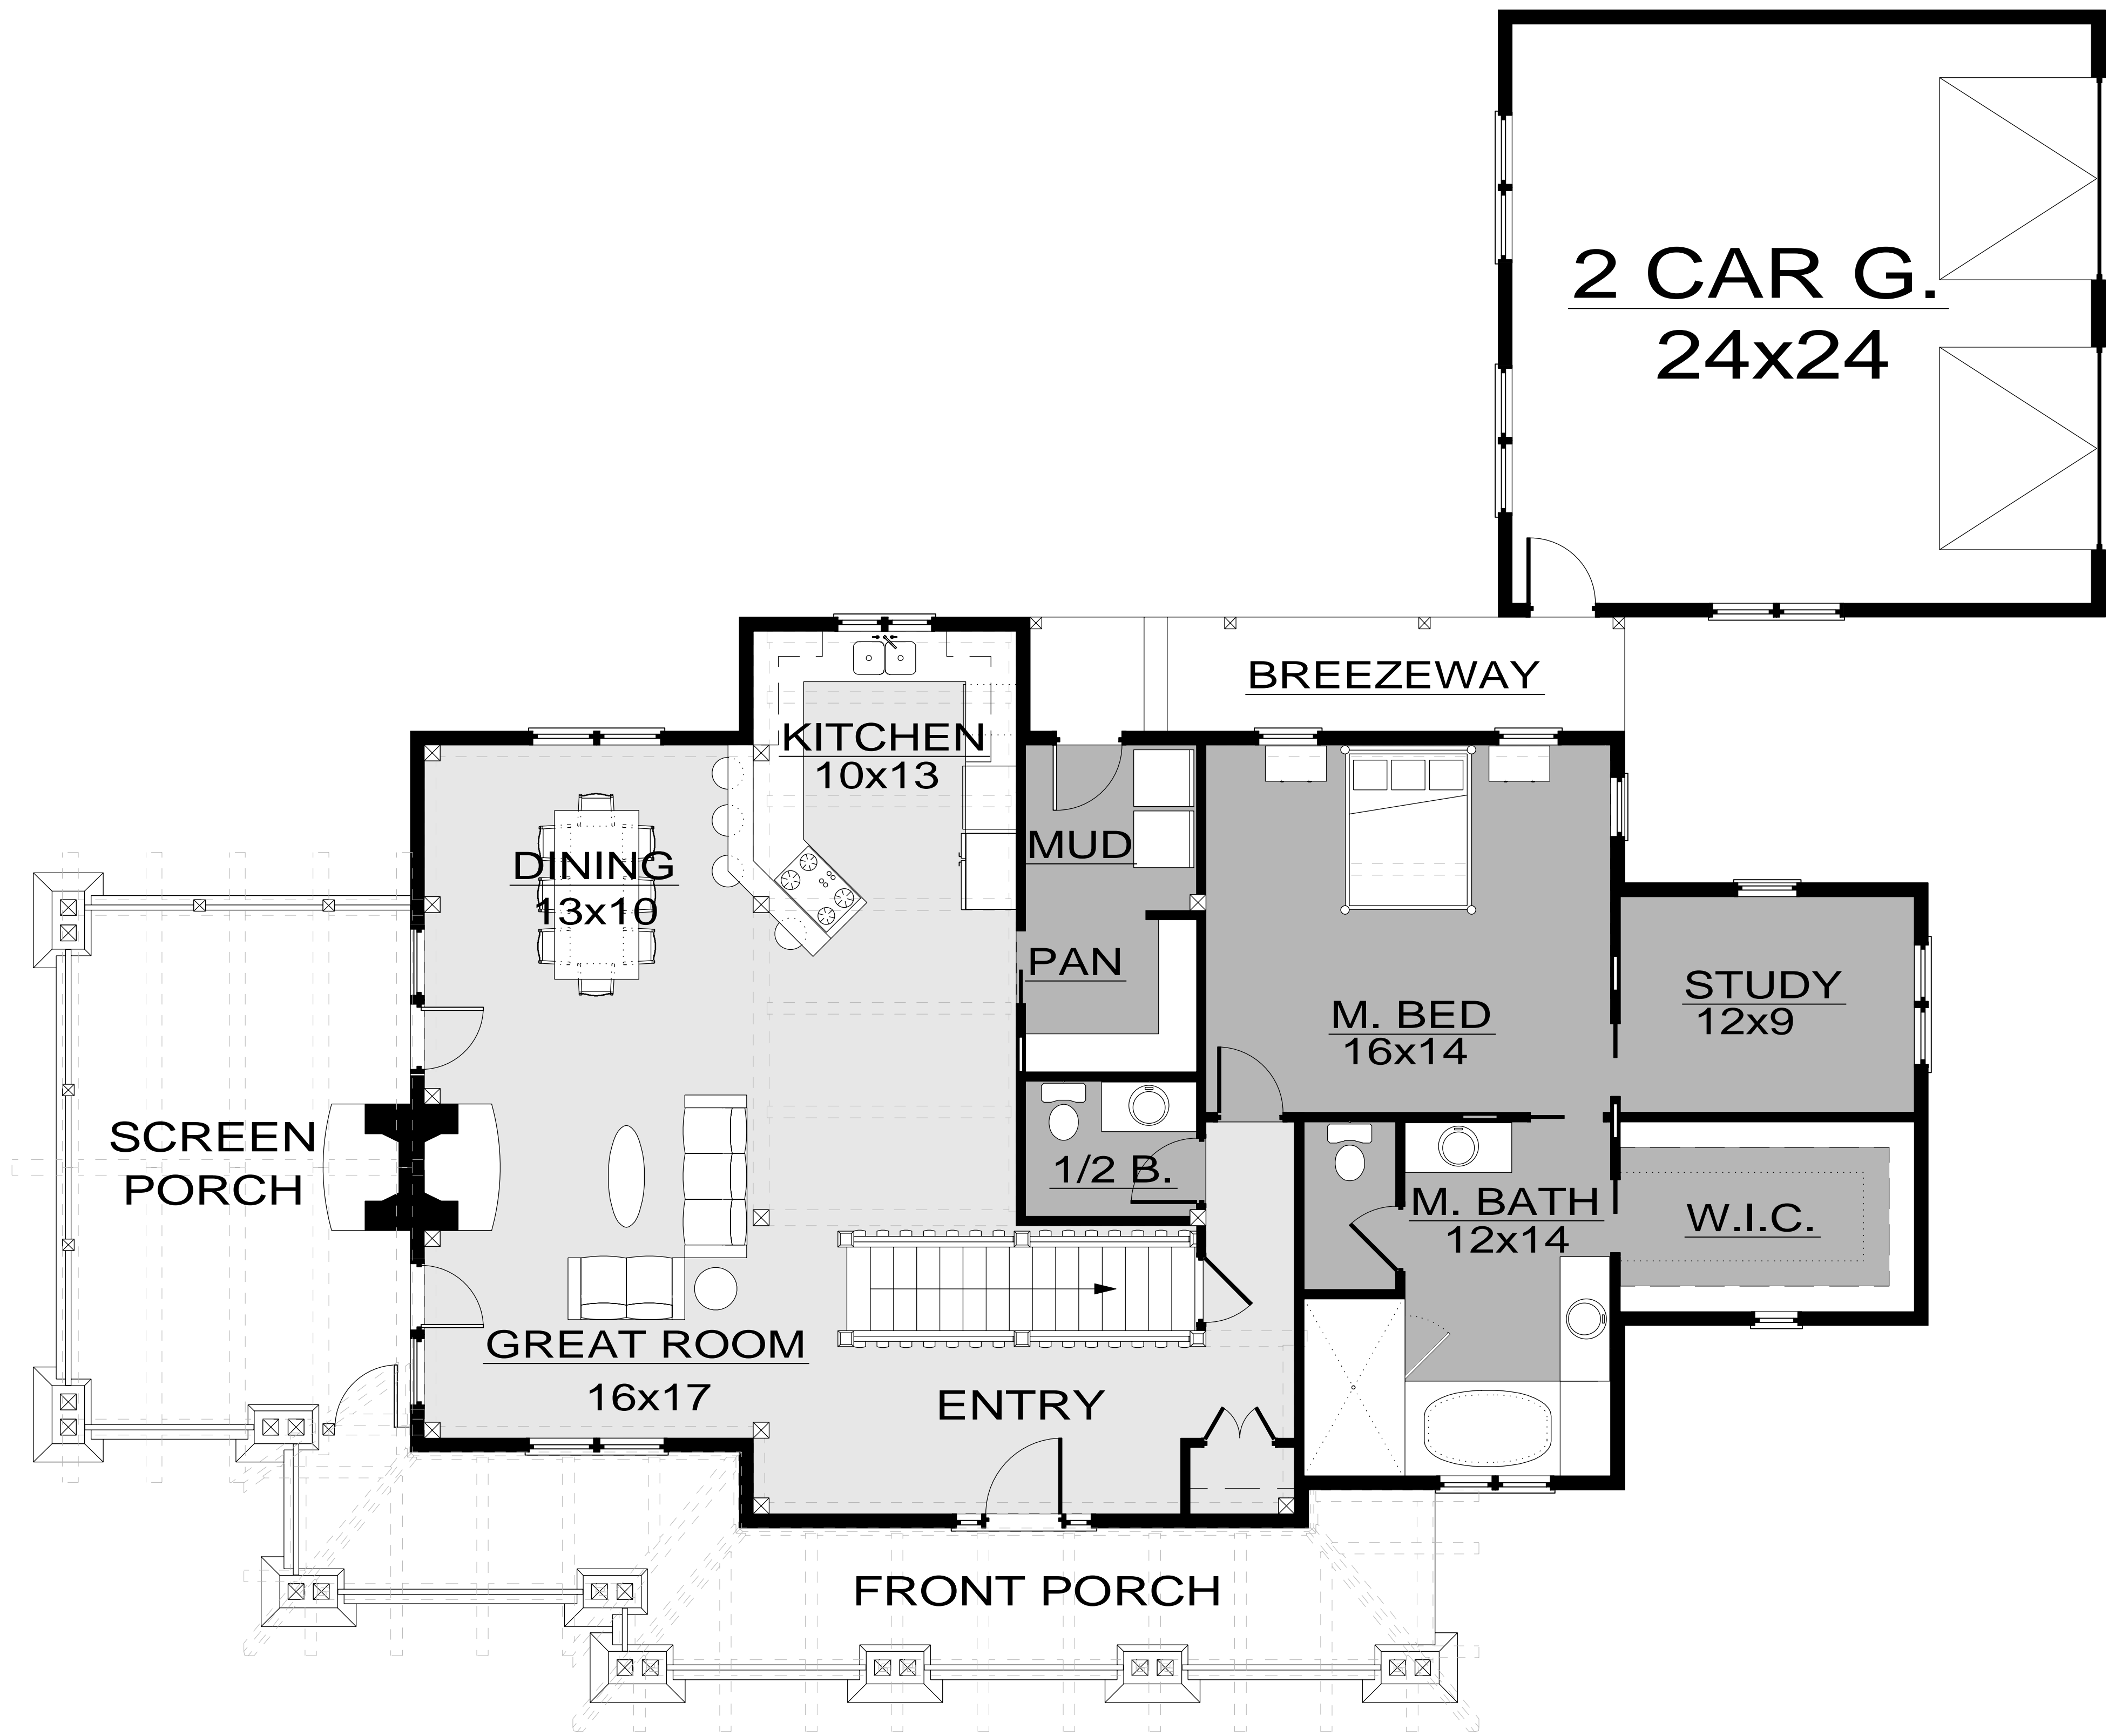 2 CAR G.
24x24
BREEZEWAY
KITCHEN
10x13
MUD
DINING
13x10
PAN
M. BED
16x14
STUDY
12x9
SCREEN
PORCH
1/2 B.
M. BATH
12x14
W.I.C.
GREAT ROOM
16x17
ENTRY
FRONT PORCH